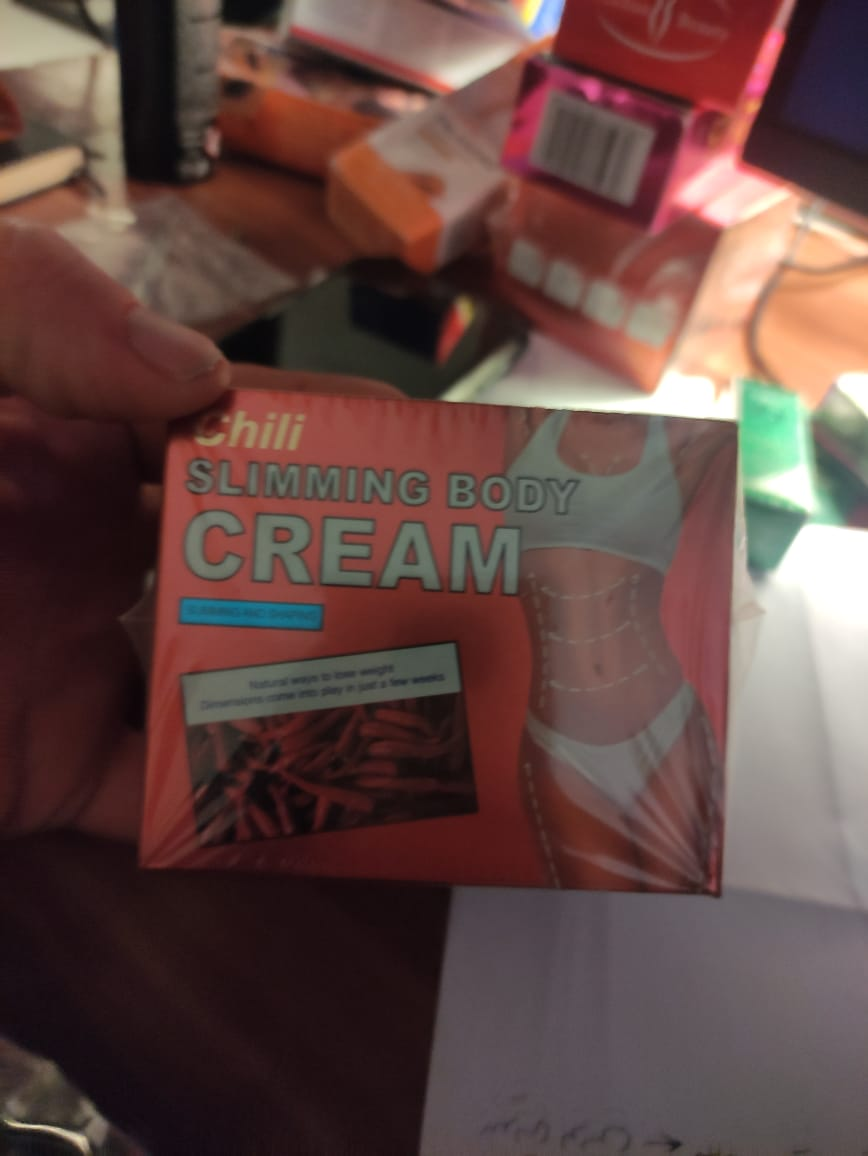 Beauty
Chili
SLIMMING BODY
CREAM
SLIMMING AND SHAPING
Natural ways to lose weight
Dimensions come into play in just a few weeks